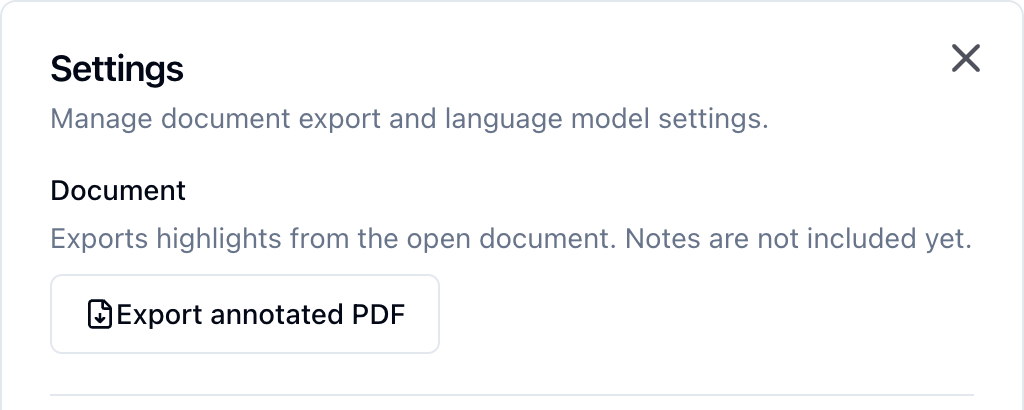 Settings
Manage document export and language model settings.
Document
Exports highlights from the open document. Notes are not included yet.
Export annotated PDF